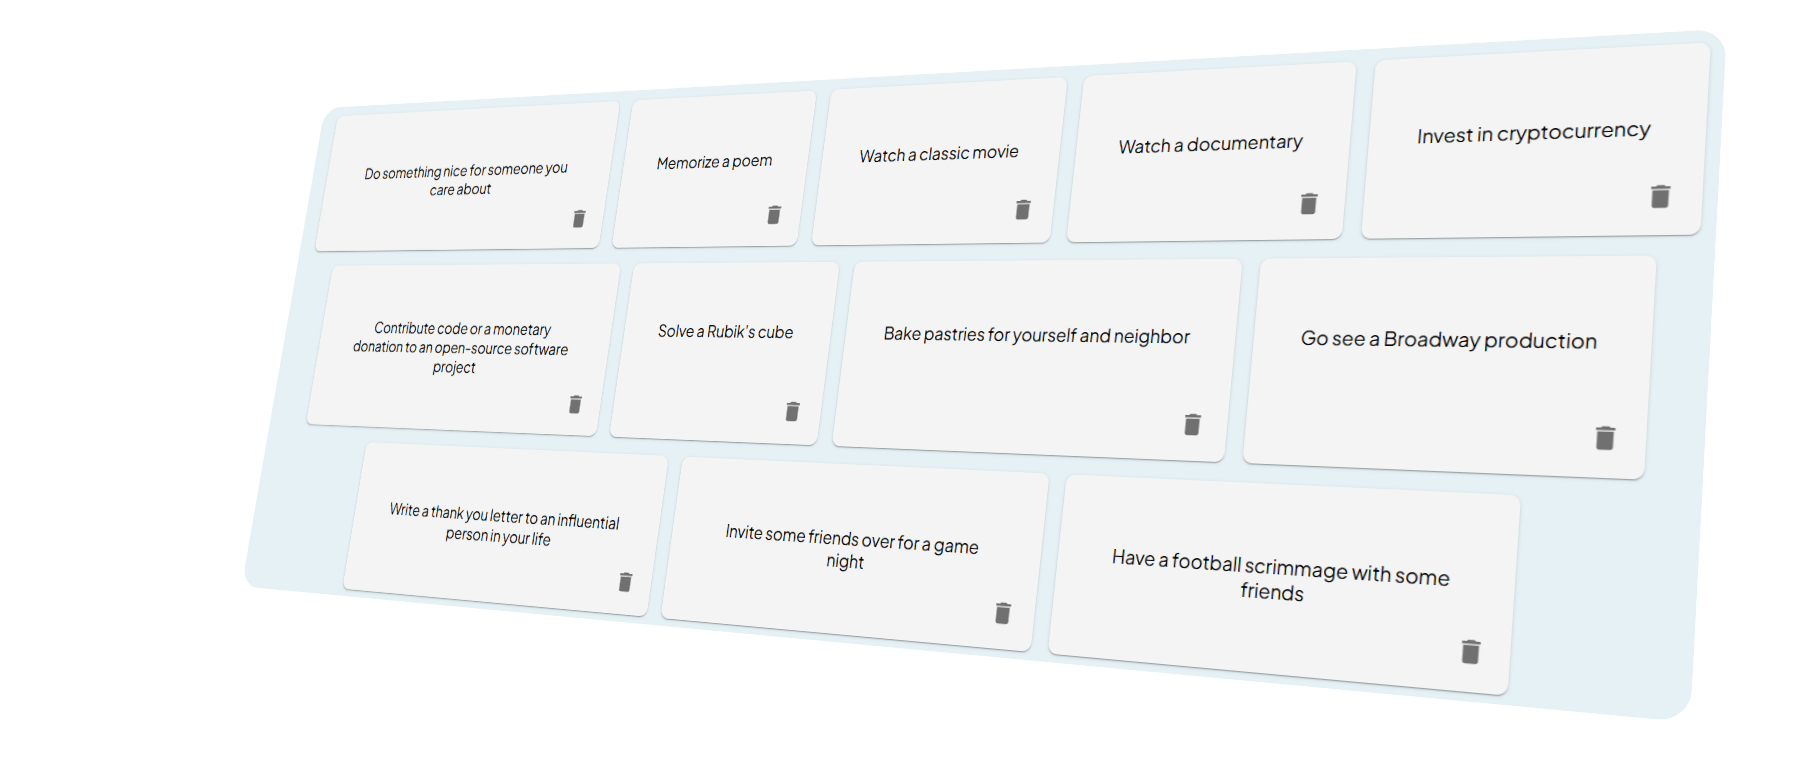 Do something nice for someone you
care about
Memorize a poem
Watch a classic movie
Watch a documentary
Invest in cryptocurrency
Contribute code or a monetary
donation to an open-source software
project
Solve a Rubik's cube
Bake pastries for yourself and neighbor
Go see a Broadway production
Write a thank you letter to an influential
person in your life
Invite some friends over for a game
night
Have a football scrimmage with some
friends